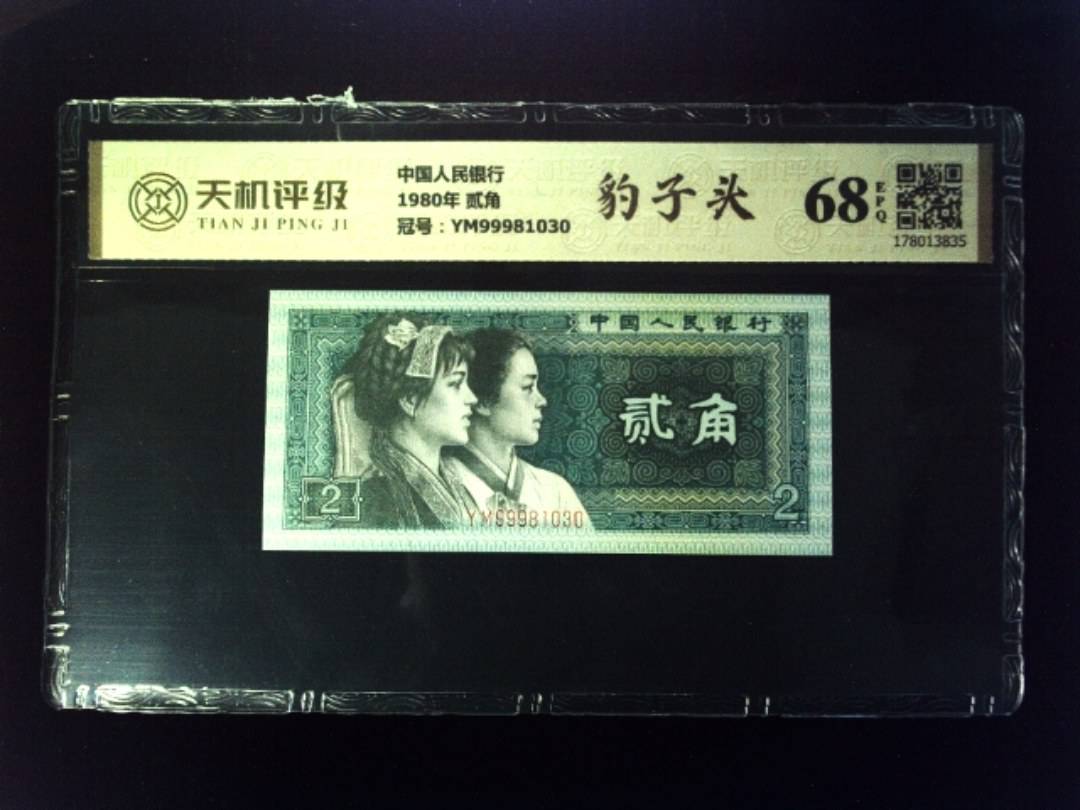 天机评级
TIAN JI PING JI
中国人民银行
1980年 贰角
冠号：YM99981030
豹子头
68
EPQ
178013835
中国人民银行
贰角
2
YM99981030
2